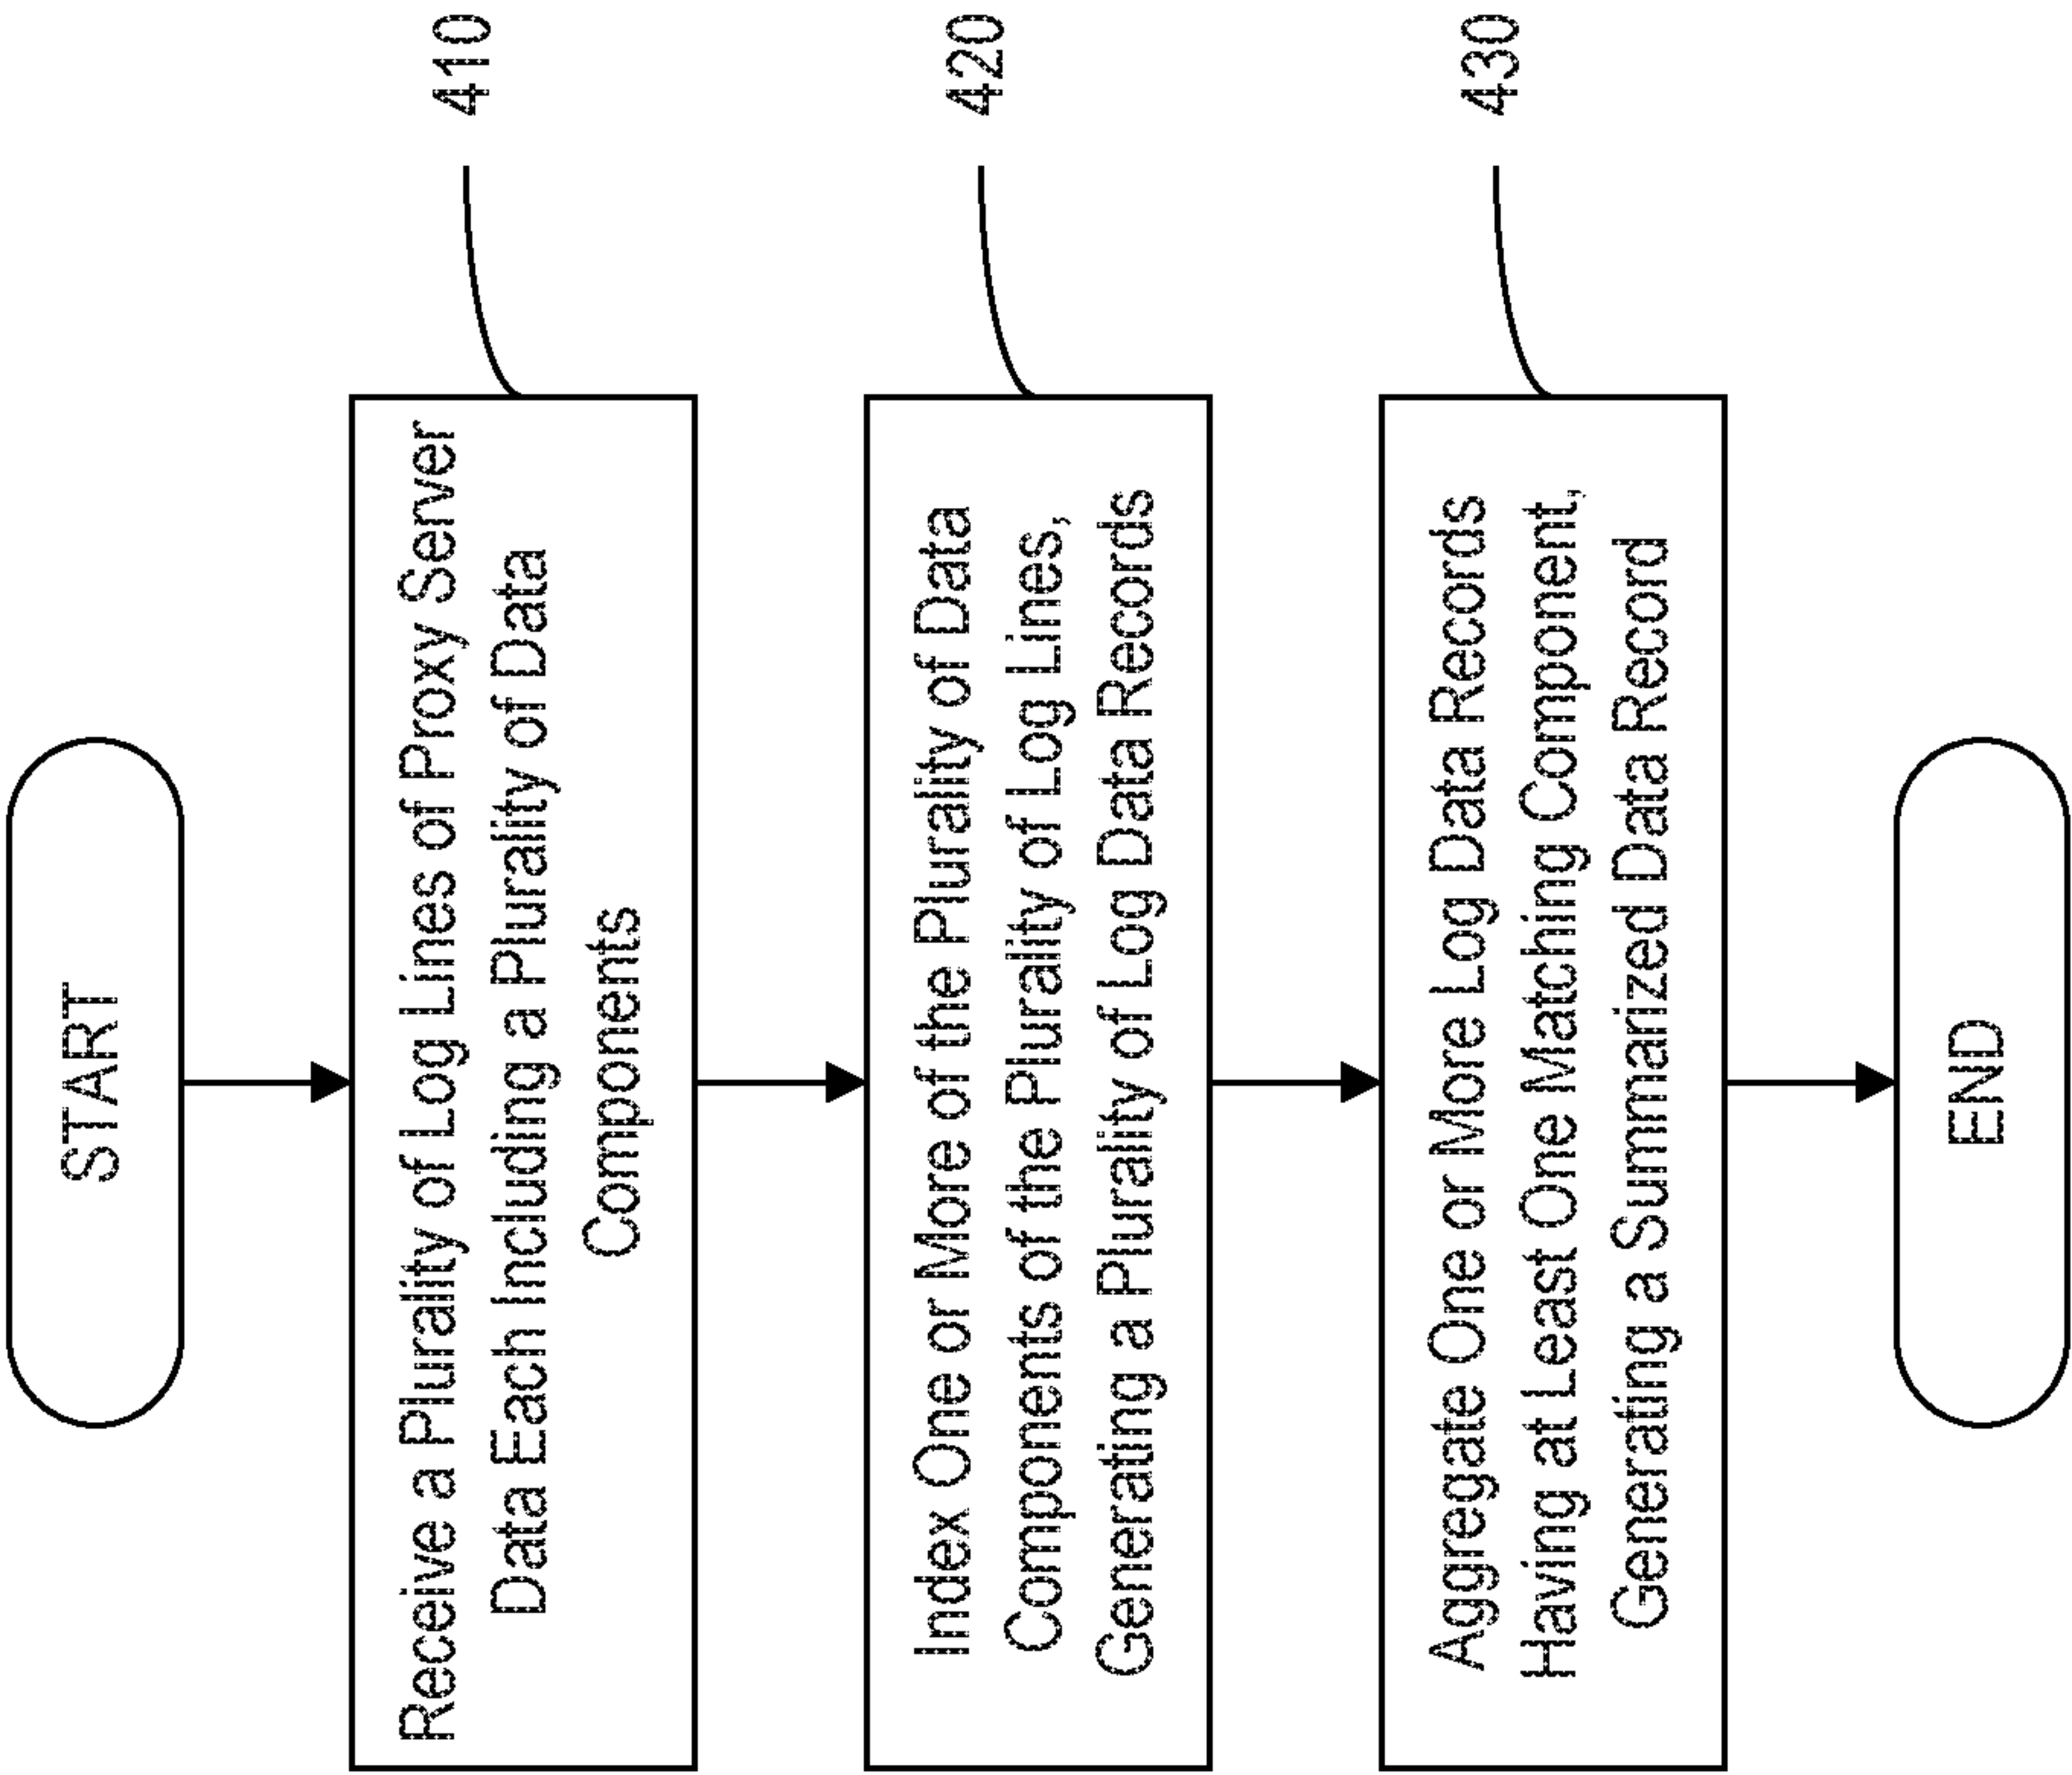 START
Receive a Plurality of Log Lines of Proxy Server
Data Each Including a Plurality of Data
Components
410
Index One or More of the Plurality of Data
Components of the Plurality of Log Lines,
Generating a Plurality of Log Data Records
420
Aggregate One or More Log Data Records
Having at Least One Matching Component,
Generating a Summarized Data Record
430
END